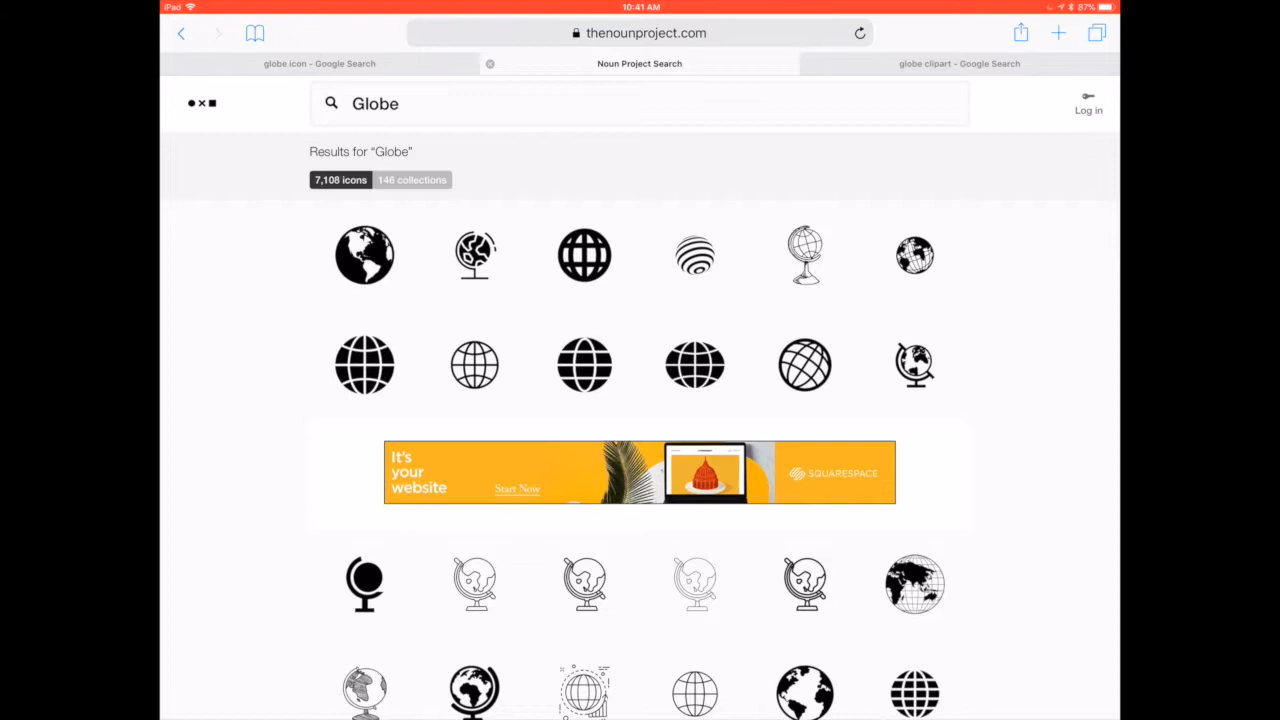 iPad 10:41 AM 87%
thenounproject.com
globe icon - Google Search Noun Project Search globe clipart - Google Search
Globe
Log in
Results for “Globe”
7,108 icons 146 collections
It's
your
website Start Now SQUARESPACE